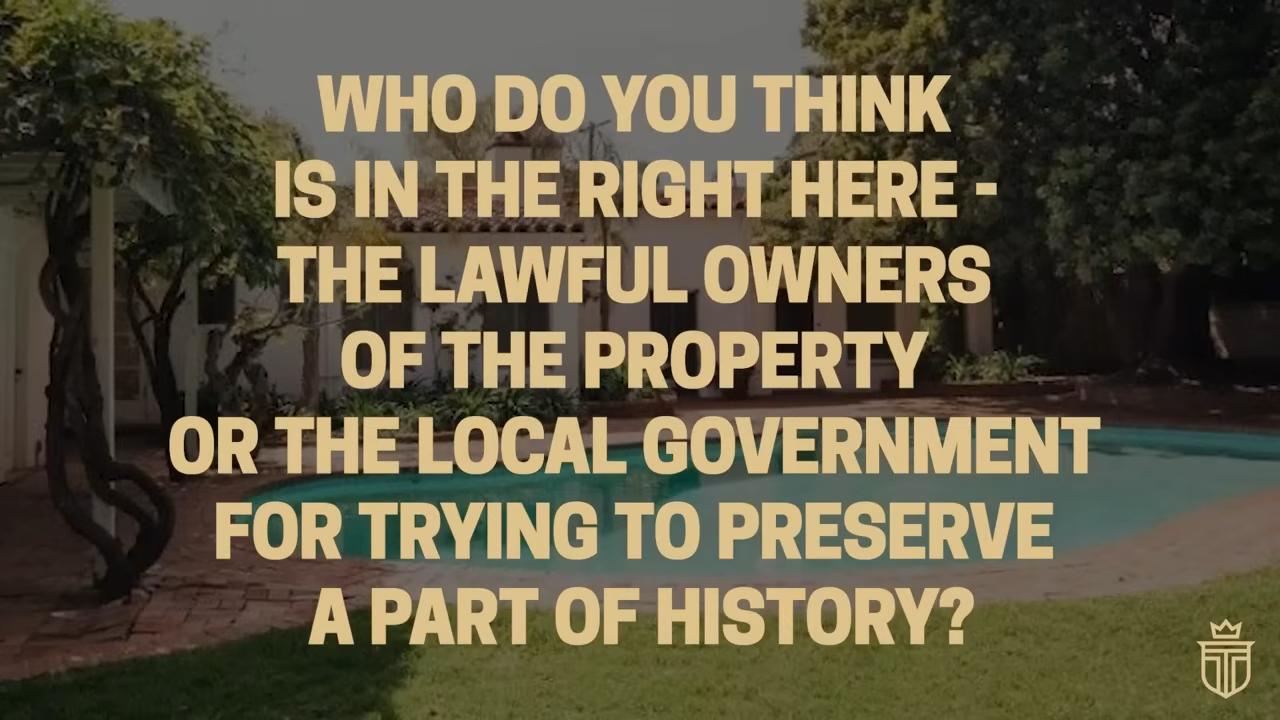 WHO DO YOU THINK
IS IN THE RIGHT HERE -
THE LAWFUL OWNERS
OF THE PROPERTY
OR THE LOCAL GOVERNMENT
FOR TRYING TO PRESERVE
A PART OF HISTORY?